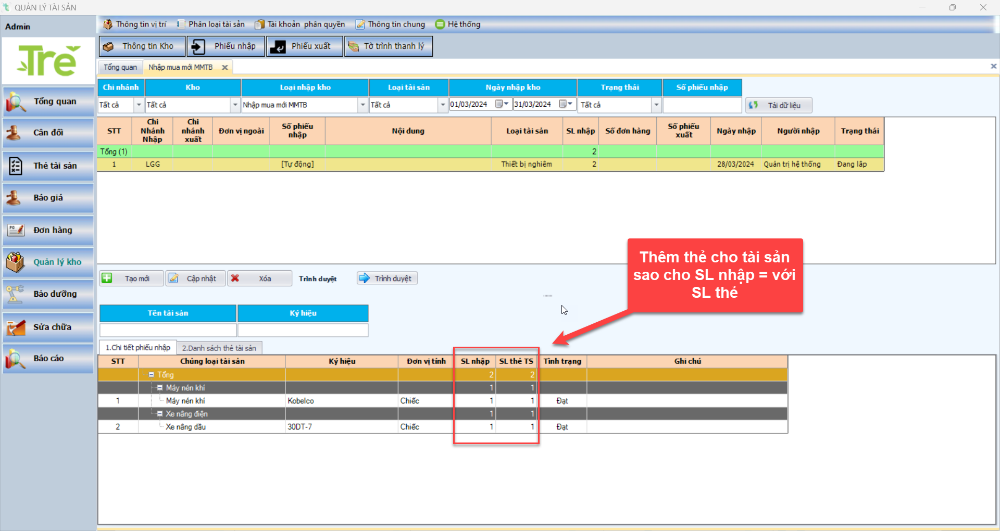 QUẢN LÝ TÀI SẢN
Admin
Thông tin vị trí Phân loại tài sản Tài khoản phân quyền Thông tin chung Hệ thống
Trẻ
Thông tin Kho Phiếu nhập Phiếu xuất Tờ trình thanh lý
Tổng quan Nhập mua mới MMTB
Chi nhánh Kho Loại nhập kho Loại tài sản Ngày nhập kho Trạng thái Số phiếu nhập
Tất cả Tất cả Nhập mua mới MMTB Tất cả 01/03/2024 31/03/2024 Tất cả Tải dữ liệu
STT Chi Nhánh Nhập Chi nhánh xuất Đơn vị ngoài Số phiếu nhập Nội dung Loại tài sản SL nhập Số đơn hàng Số phiếu xuất Ngày nhập Người nhập Trạng thái
Tổng (1) 2
1 LGG [Tự động] Thiết bị nghiêm 2 28/03/2024 Quản trị hệ thống Đang lập
Tổng quan
Cân đối
Thẻ tài sản
Báo giá
Đơn hàng
Quản lý kho
Bảo dưỡng
Sửa chữa
Báo cáo
Thêm thẻ cho tài sản
sao cho SL nhập = với
SL thẻ
Tạo mới Cập nhật Xóa Trình duyệt Trình duyệt
Tên tài sản Ký hiệu
1.Chi tiết phiếu nhập 2.Danh sách thẻ tài sản
STT Chủng loại tài sản Ký hiệu Đơn vị tính SL nhập SL thẻ TS Tình trạng Ghi chú
Tổng 2 2
Máy nén khí 1 1
1 Máy nén khí Kobelco Chiếc 1 1 Đạt
Xe nâng điện 1 1
2 Xe nâng dầu 30DT-7 Chiếc 1 1 Đạt